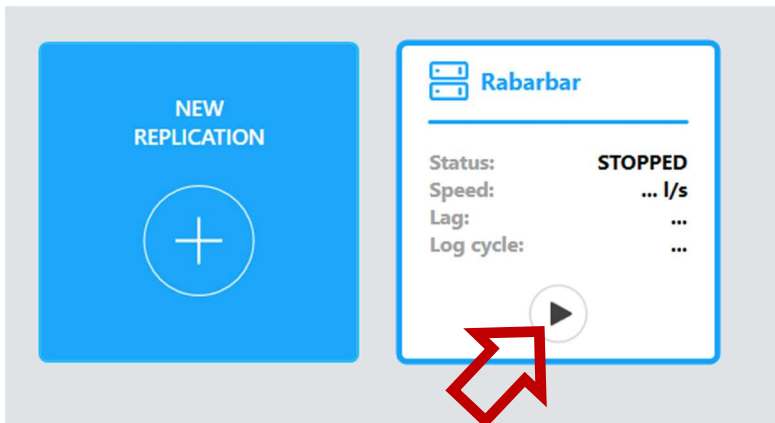 NEW
REPLICATION
Rabarbar
Status: STOPPED
Speed: ... l/s
Lag: ...
Log cycle: ...